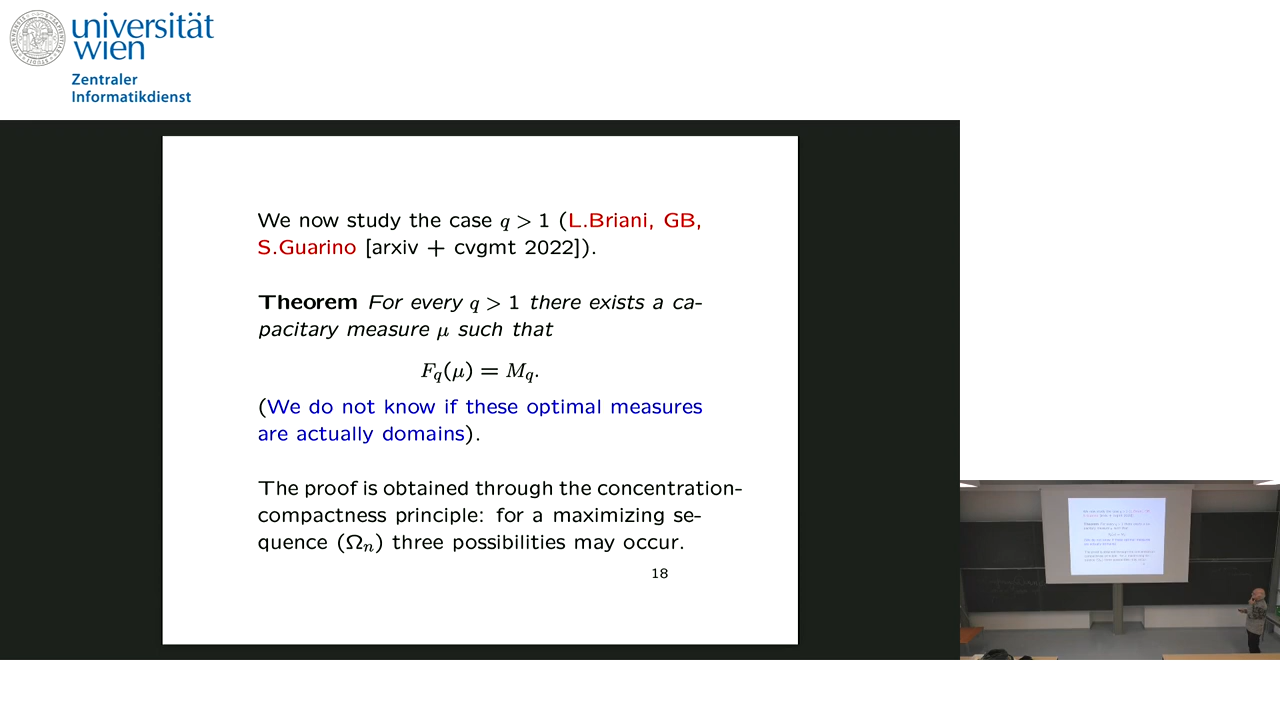 universität
wien
Zentraler
Informatikdienst
We now study the case q > 1 (L.Briani, GB,
S.Guarino [arxiv + cvgmt 2022]).
Theorem For every q > 1 there exists a ca-
pacitary measure μ such that
F_q(μ) = M_q.
(We do not know if these optimal measures
are actually domains).
The proof is obtained through the concentration-
compactness principle: for a maximizing se-
quence (Ω_n) three possibilities may occur.
18